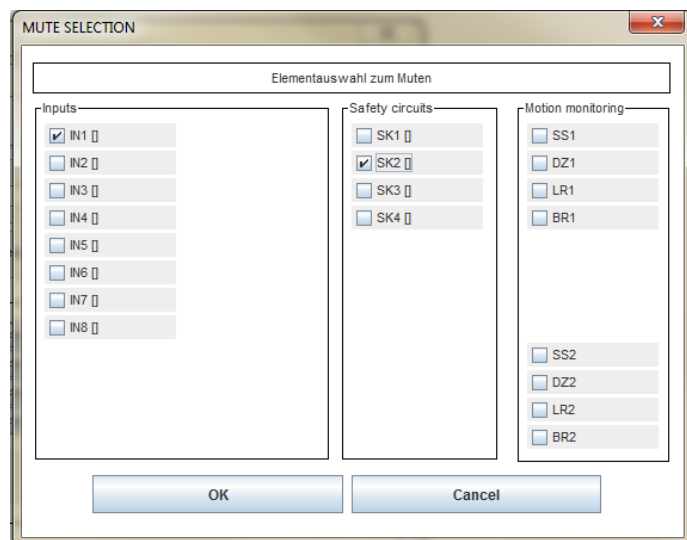 MUTE SELECTION
Elementauswahl zum Muten
Inputs
IN1 []
IN2 []
IN3 []
IN4 []
IN5 []
IN6 []
IN7 []
IN8 []
Safety circuits
SK1 []
SK2 []
SK3 []
SK4 []
Motion monitoring
SS1
DZ1
LR1
BR1
SS2
DZ2
LR2
BR2
OK
Cancel